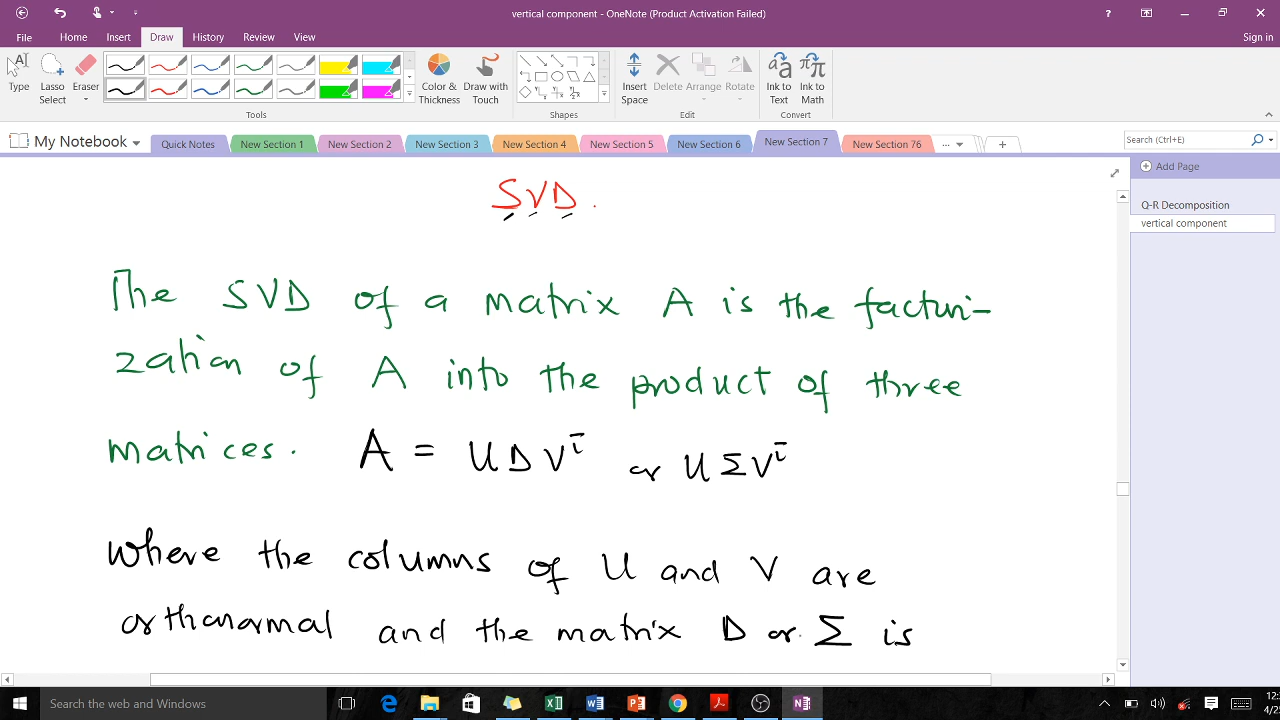 vertical component - OneNote (Product Activation Failed)
File Home Insert Draw History Review View Sign in
Type Lasso Select Eraser Color & Thickness Draw with Touch Insert Space Delete Arrange Rotate Ink to Text Ink to Math
Tools Shapes Edit Convert
My Notebook Quick Notes New Section 1 New Section 2 New Section 3 New Section 4 New Section 5 New Section 6 New Section 7 New Section 76 ... Search (Ctrl+E)
Add Page
Q-R Decomposition
vertical component
SVD.
The SVD of a matrix A is the factori-
zation of A into the product of three
matrices. A = UDVᵀ or UΣVᵀ
where the columns of U and V are
orthonormal and the matrix D or Σ is
Search the web and Windows
12:
4/2